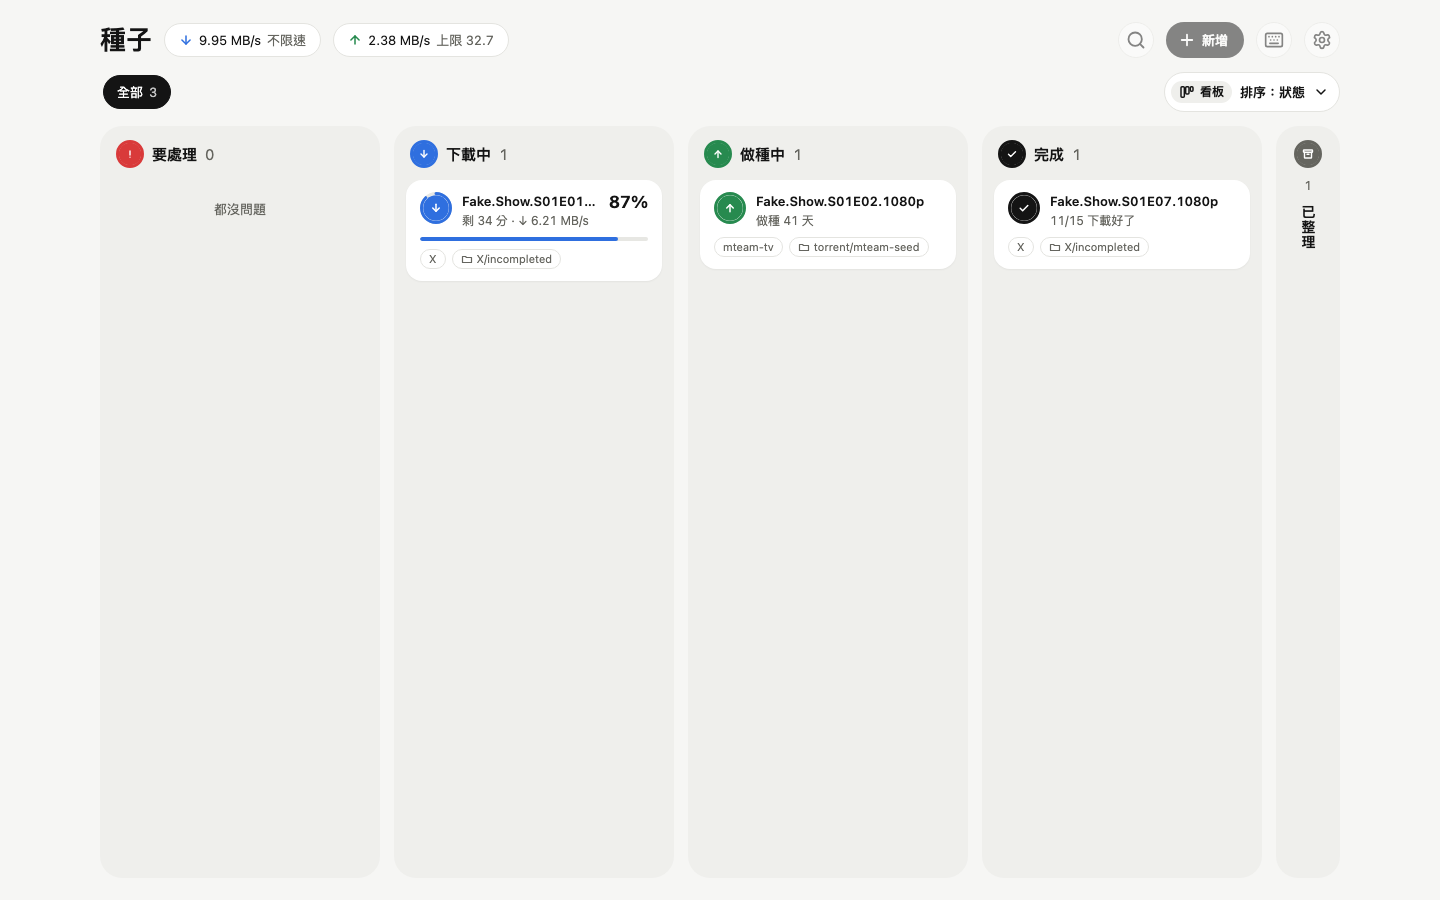 種子
9.95 MB/s 不限速
2.38 MB/s 上限 32.7
新增
全部 3
看板
排序：狀態
要處理 0
都沒問題
下載中 1
Fake.Show.S01E01...
87%
剩 34 分 · ↓ 6.21 MB/s
X
X/incompleted
做種中 1
Fake.Show.S01E02.1080p
做種 41 天
mteam-tv
torrent/mteam-seed
完成 1
Fake.Show.S01E07.1080p
11/15 下載好了
X
X/incompleted
1
已整理